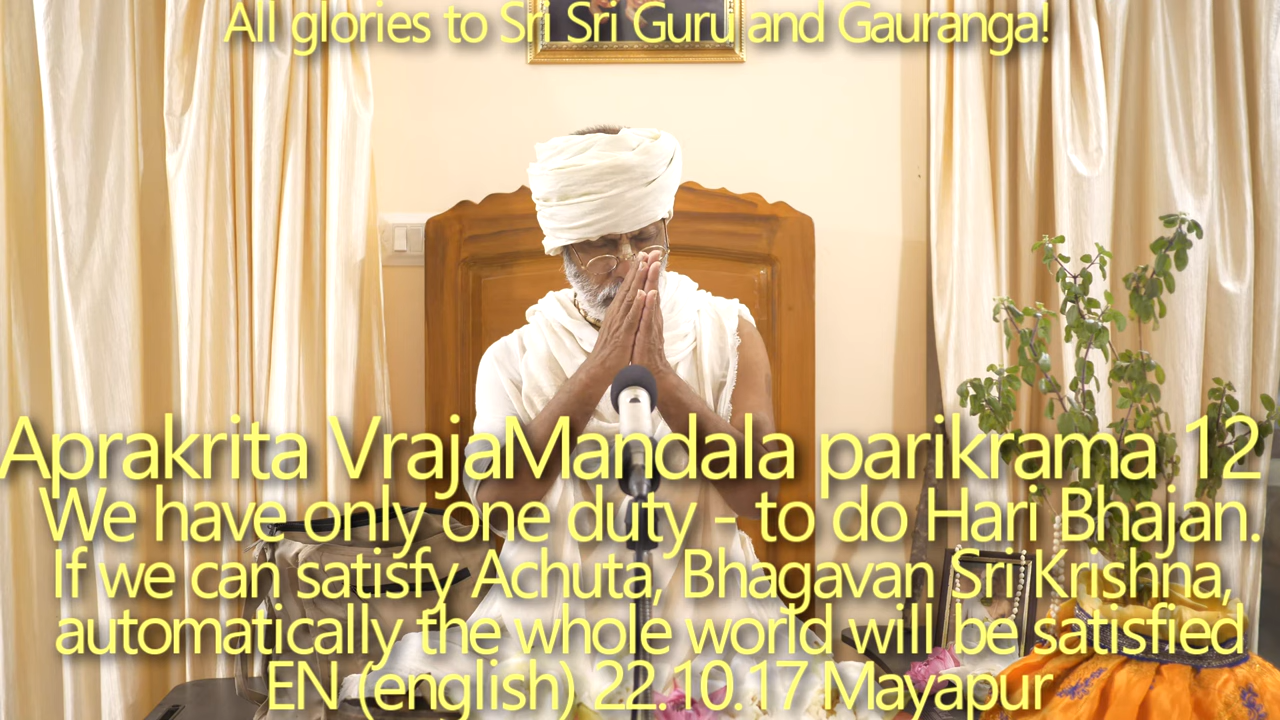 All glories to Sri Sri Guru and Gauranga!
Aprakrita VrajaMandala parikrama 12
We have only one duty - to do Hari Bhajan.
If we can satisfy Achuta, Bhagavan Sri Krishna,
automatically the whole world will be satisfied
EN (english) 22.10.17 Mayapur